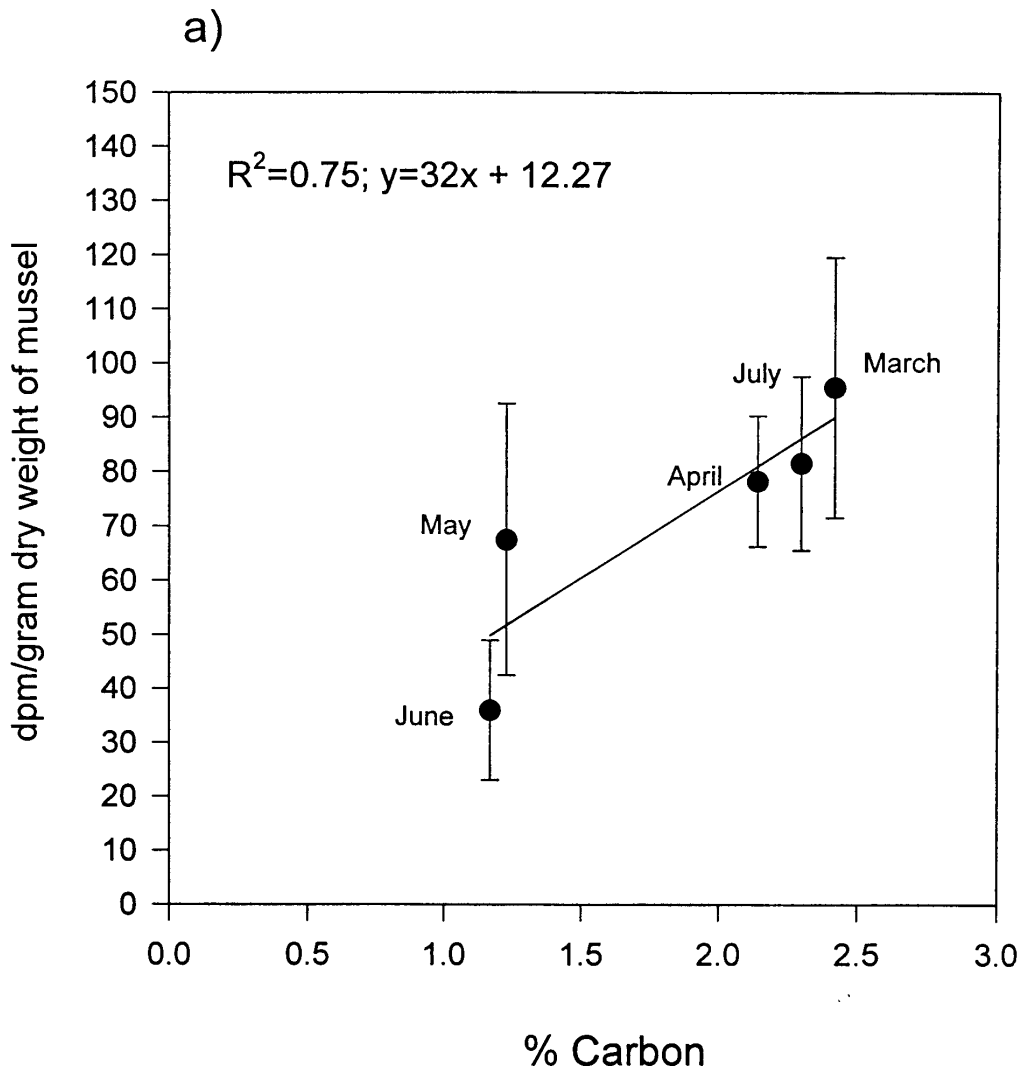 a)
150
140
R²=0.75; y=32x + 12.27
130
120
110
100
90
80
70
60
50
40
30
20
10
0
dpm/gram dry weight of mussel
July
March
April
May
June
0.0 0.5 1.0 1.5 2.0 2.5 3.0
% Carbon